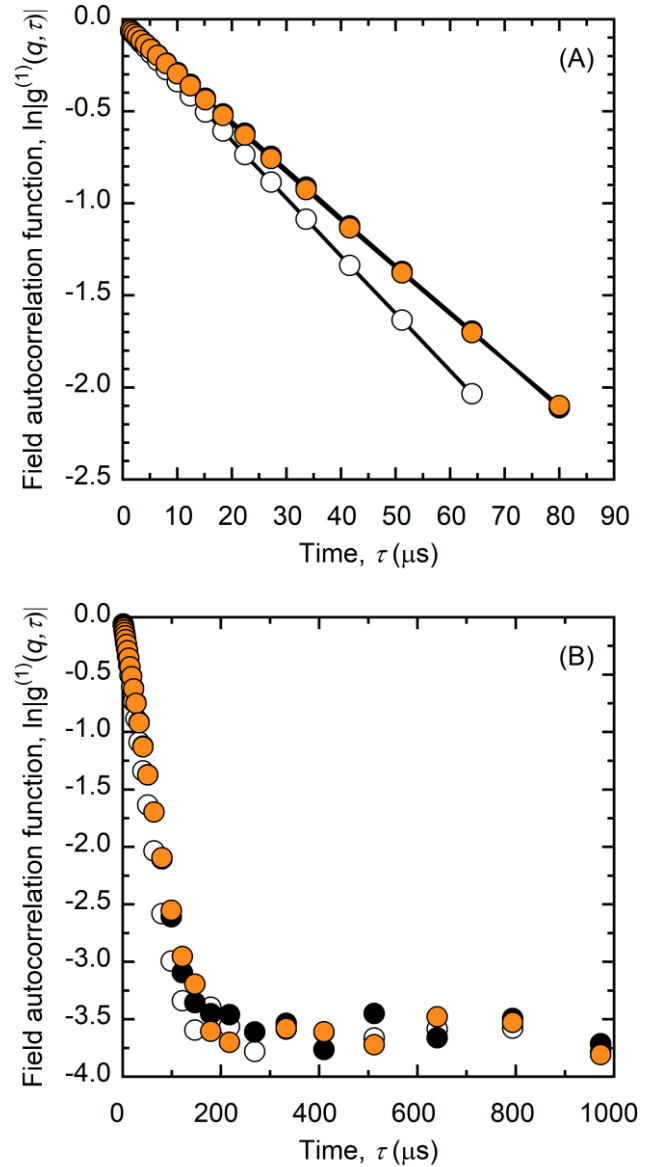 (A)
0.0
-0.5
-1.0
-1.5
-2.0
-2.5
0 10 20 30 40 50 60 70 80 90
Field autocorrelation function, ln|g⁽¹⁾(q,τ)|
Time, τ (μs)
(B)
0.0
-0.5
-1.0
-1.5
-2.0
-2.5
-3.0
-3.5
-4.0
0 200 400 600 800 1000
Field autocorrelation function, ln|g⁽¹⁾(q,τ)|
Time, τ (μs)